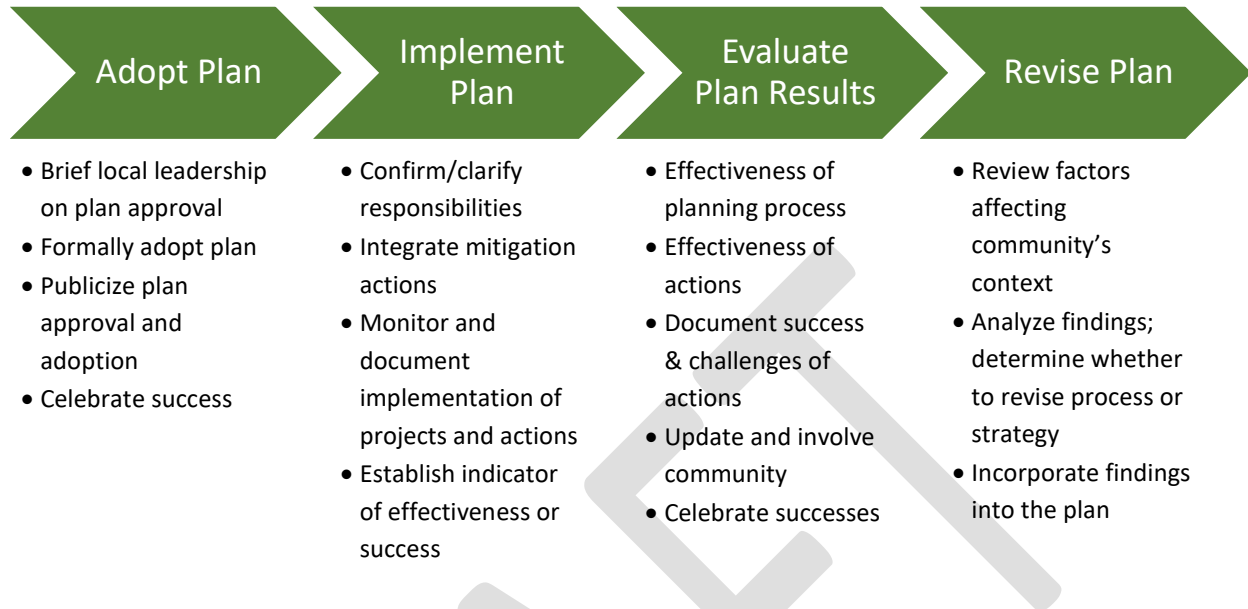 Adopt Plan
Implement
Plan
Evaluate
Plan Results
Revise Plan
• Brief local leadership
on plan approval
• Formally adopt plan
• Publicize plan
approval and
adoption
• Celebrate success
• Confirm/clarify
responsibilities
• Integrate mitigation
actions
• Monitor and
document
implementation of
projects and actions
• Establish indicator
of effectiveness or
success
• Effectiveness of
planning process
• Effectiveness of
actions
• Document success
& challenges of
actions
• Update and involve
community
• Celebrate successes
• Review factors
affecting
community’s
context
• Analyze findings;
determine whether
to revise process or
strategy
• Incorporate findings
into the plan